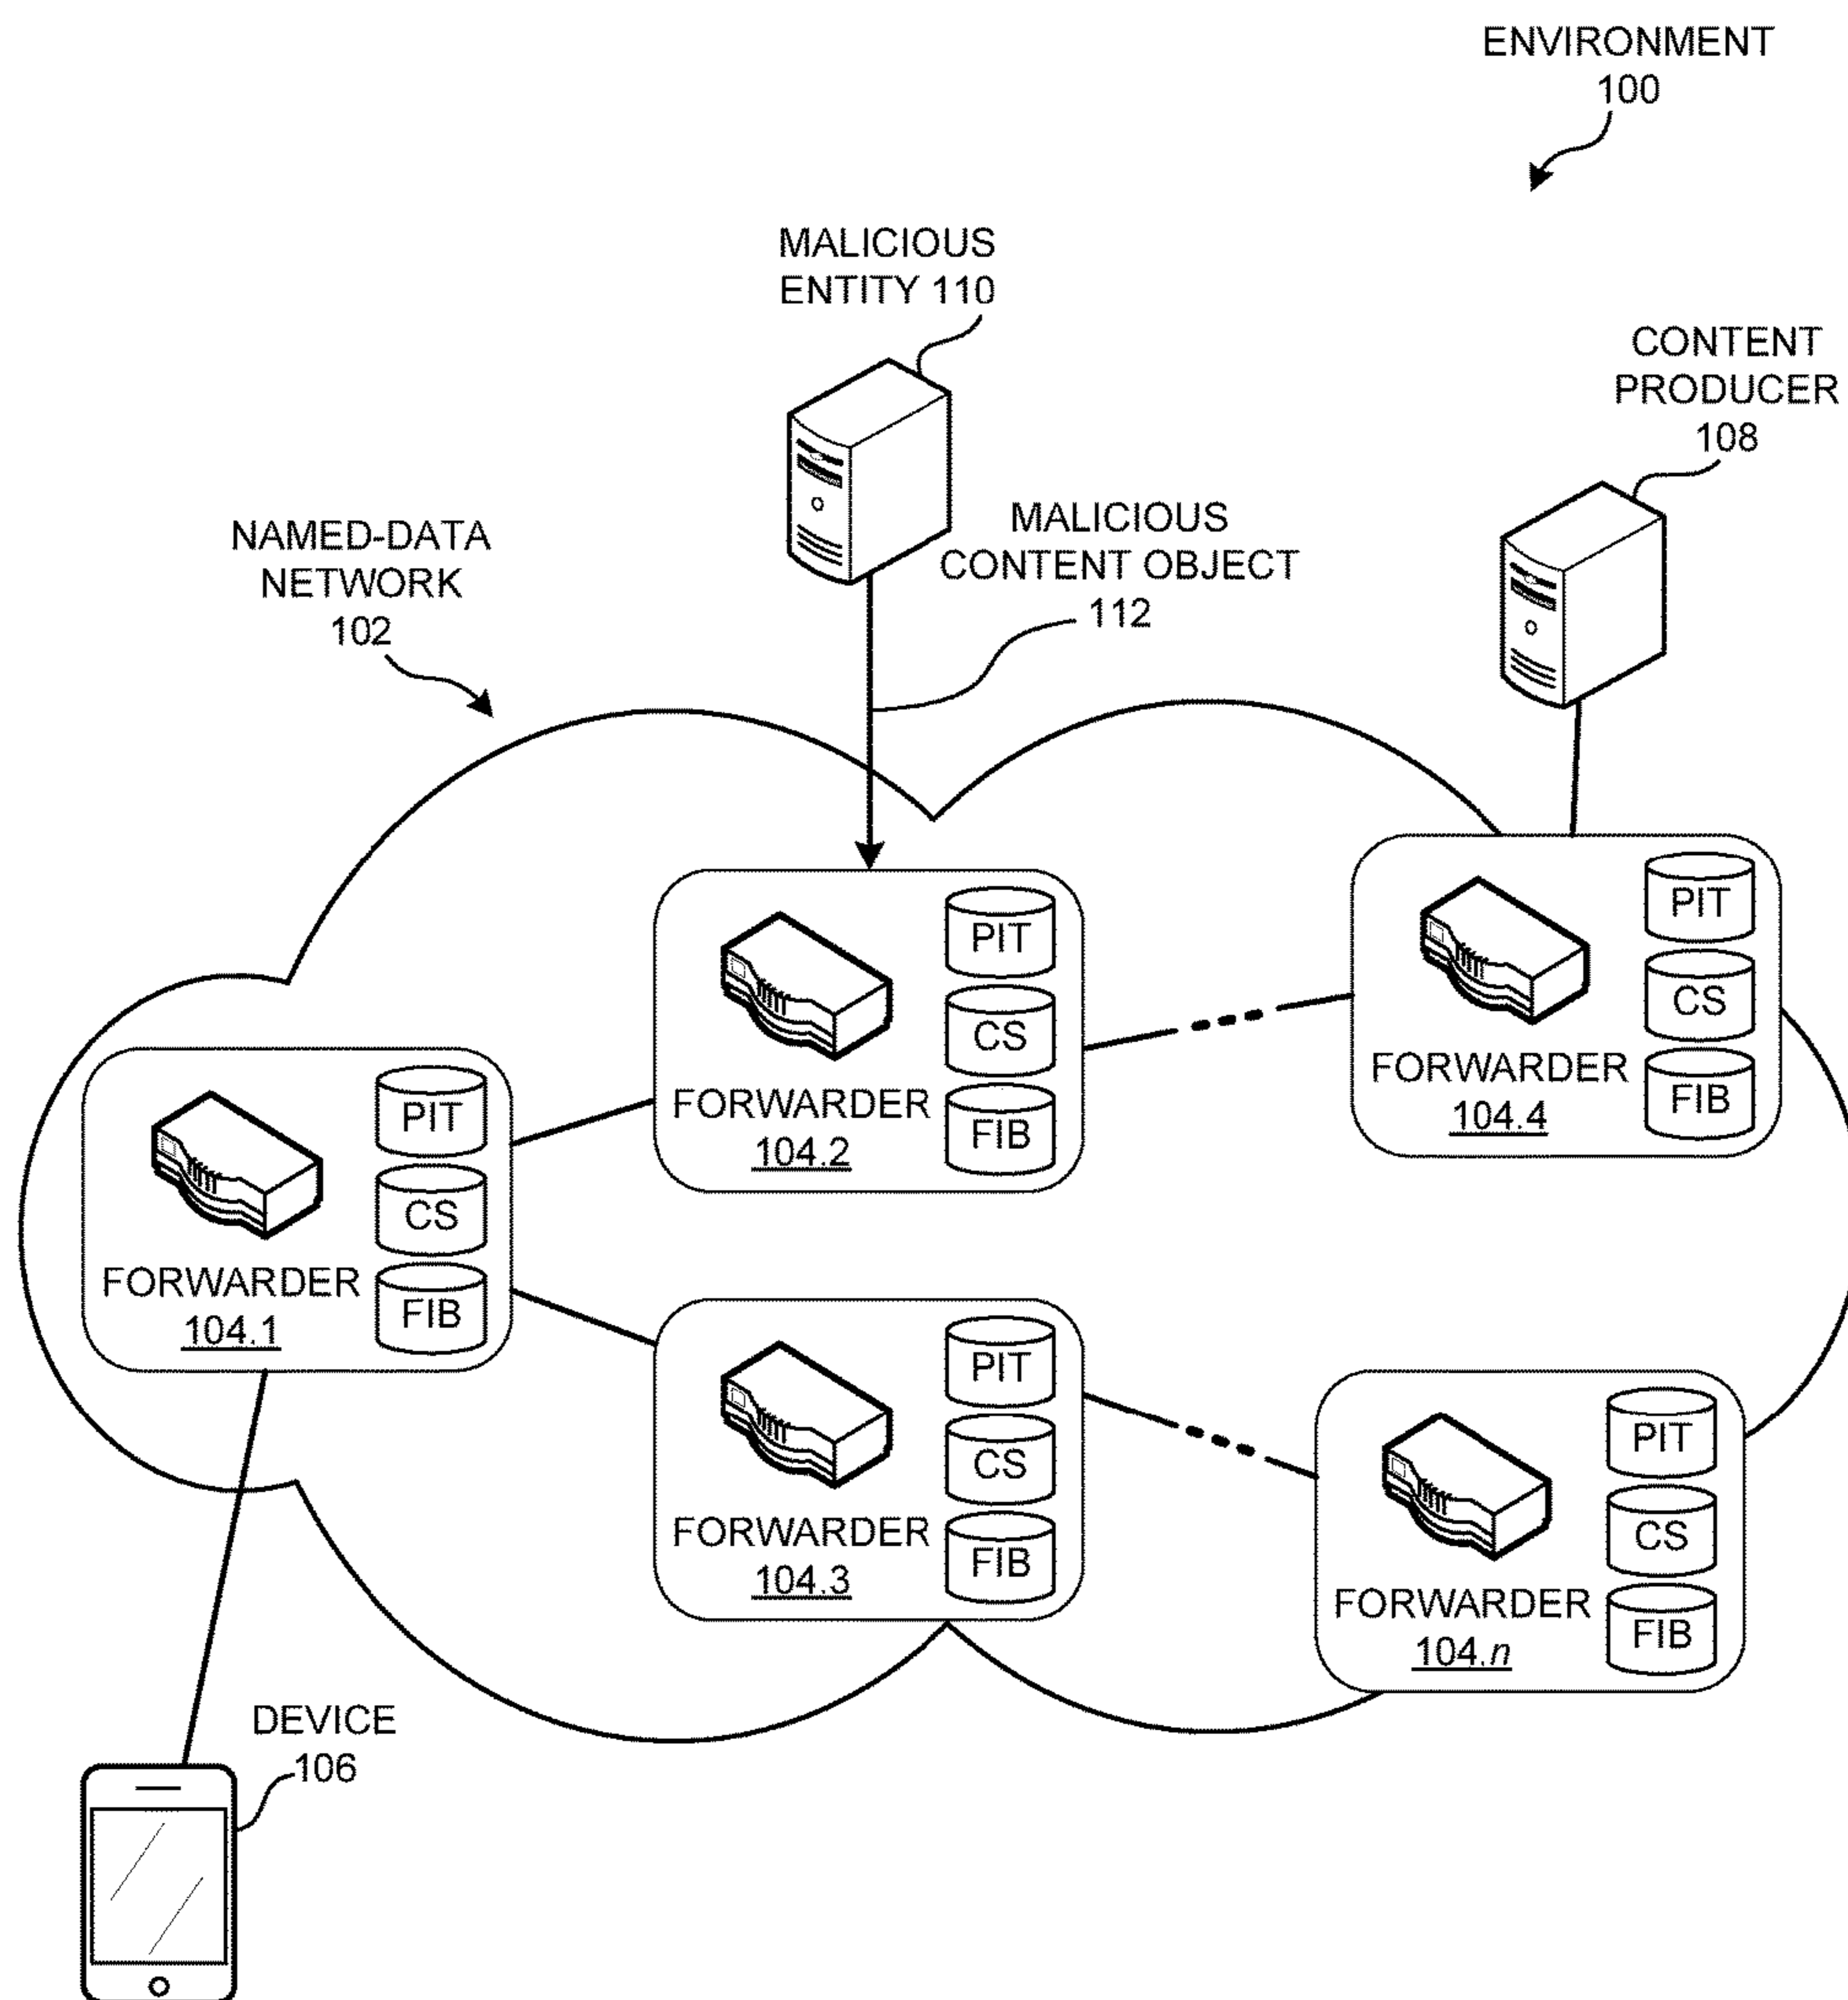 ENVIRONMENT
100
MALICIOUS
ENTITY 110
CONTENT
PRODUCER
108
NAMED-DATA
NETWORK
102
MALICIOUS
CONTENT OBJECT
112
PIT
CS
FIB
FORWARDER
104.1
PIT
CS
FIB
FORWARDER
104.2
PIT
CS
FIB
FORWARDER
104.4
PIT
CS
FIB
FORWARDER
104.3
PIT
CS
FIB
FORWARDER
104.n
DEVICE
106